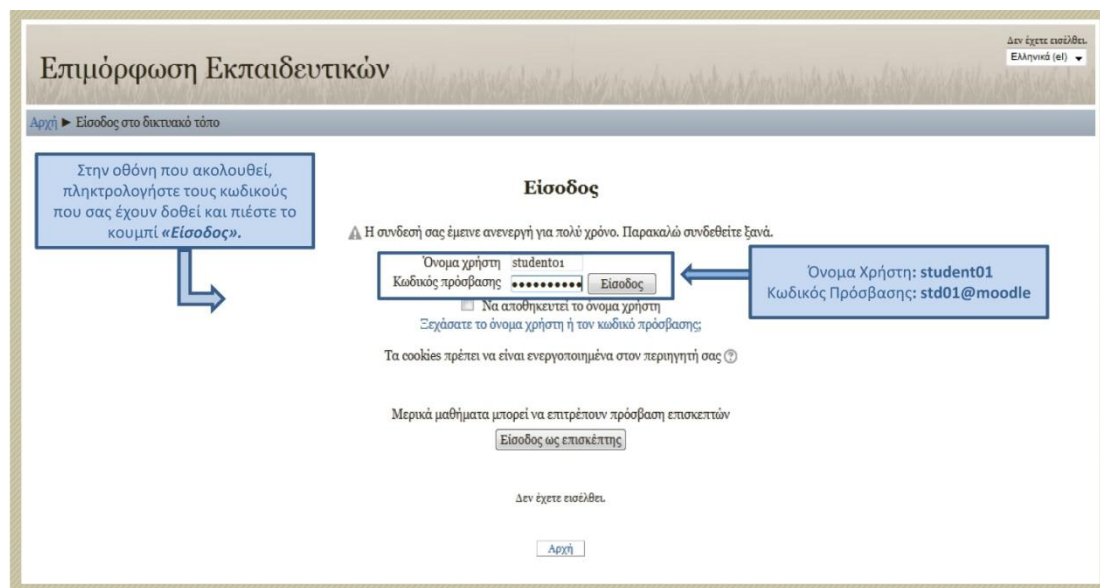 Δεν έχετε εισέλθει.
Ελληνικά (el)
Επιμόρφωση Εκπαιδευτικών
Αρχή ► Είσοδος στο δικτυακό τόπο
Στην οθόνη που ακολουθεί,
πληκτρολογήστε τους κωδικούς
που σας έχουν δοθεί και πιέστε το
κουμπί «Είσοδος».
Είσοδος
Η συνδεσή σας έμεινε ανενεργή για πολύ χρόνο. Παρακαλώ συνδεθείτε ξανά.
Όνομα χρήστη student01
Κωδικός πρόσβασης •••••••••• Είσοδος
Όνομα Χρήστη: student01
Κωδικός Πρόσβασης: std01@moodle
Να αποθηκευτεί το όνομα χρήστη
Ξεχάσατε το όνομα χρήστη ή τον κωδικό πρόσβασης;
Τα cookies πρέπει να είναι ενεργοποιημένα στον περιηγητή σας
Μερικά μαθήματα μπορεί να επιτρέπουν πρόσβαση επισκεπτών
Είσοδος ως επισκέπτης
Δεν έχετε εισέλθει.
Αρχή